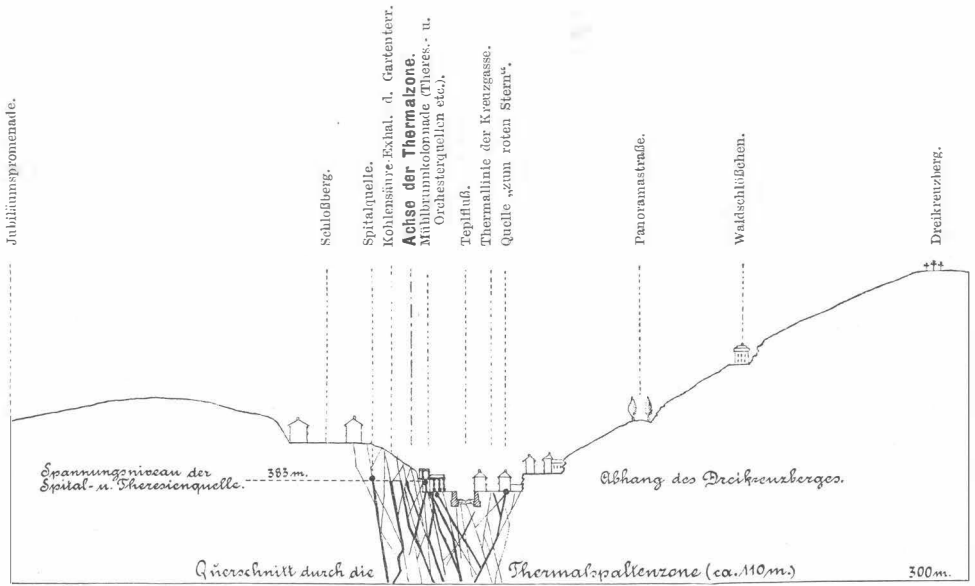 Jubiläumspromenade.
Schloßberg.
Spitalquelle.
Kohlensäure-Exhal. d. Gartenterr.
Achse der Thermalzone.
Mühlbrunnkolonnade (Theres.- u.
Orchesterquellen etc.).
Teplfluß.
Thermallinie der Kreuzgasse.
Quelle „zum roten Stern“.
Panoramastraße.
Waldschlößchen.
Dreikreuzberg.
Spannungsniveau der
Spital- u. Theresienquelle.
383 m.
Abhang des Dreikreuzberges.
Querschnitt durch die Thermalspaltenzone (ca. 110 m.)
300 m.